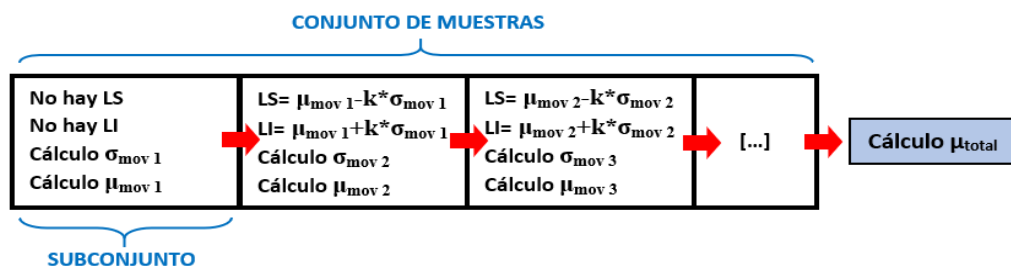 CONJUNTO DE MUESTRAS
No hay LS
No hay LI
Cálculo σmov 1
Cálculo μmov 1
LS= μmov 1-k*σmov 1
LI= μmov 1+k*σmov 1
Cálculo σmov 2
Cálculo μmov 2
LS= μmov 2-k*σmov 2
LI= μmov 2+k*σmov 2
Cálculo σmov 3
Cálculo μmov 3
[...]
Cálculo μtotal
SUBCONJUNTO